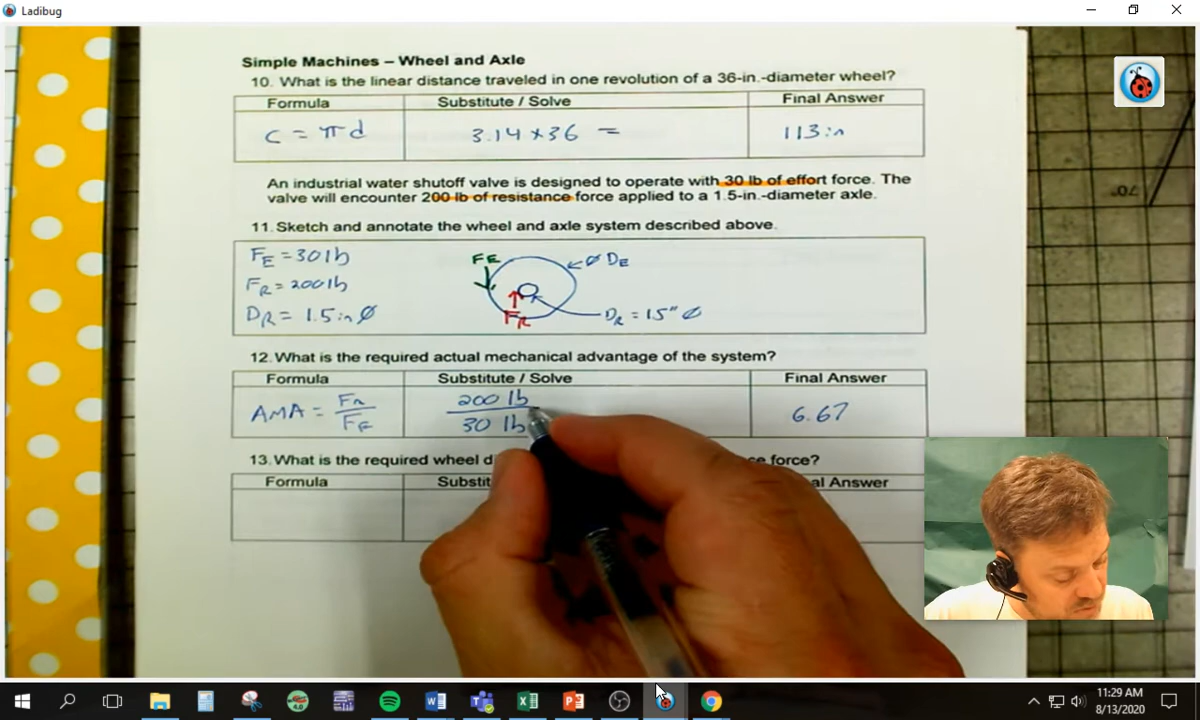 Ladibug
Simple Machines – Wheel and Axle
10. What is the linear distance traveled in one revolution of a 36-in.-diameter wheel?
Formula Substitute / Solve Final Answer
C = πd 3.14 × 36 = 113 in
An industrial water shutoff valve is designed to operate with 30 lb of effort force. The
valve will encounter 200 lb of resistance force applied to a 1.5-in.-diameter axle.
.07
11. Sketch and annotate the wheel and axle system described above.
FE = 30 lb FE ∅ DE
FR = 200 lb
DR = 1.5 in ∅ FR DR = 1.5" ∅
12. What is the required actual mechanical advantage of the system?
Formula Substitute / Solve Final Answer
AMA = FR/FE 200 lb/30 lb 6.67
13. What is the required wheel d ce force?
Formula Substit al Answer
4.0
11:29 AM
8/13/2020